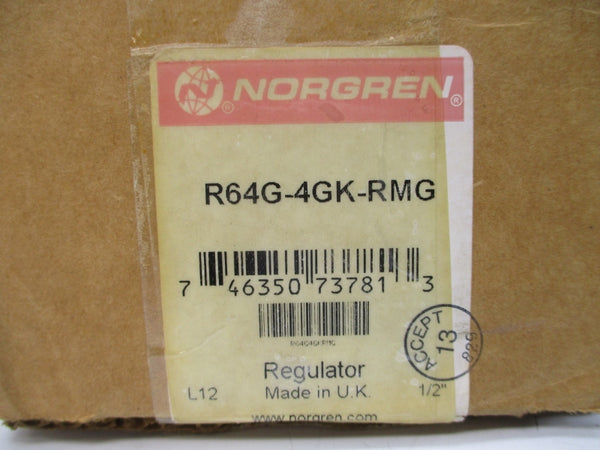 NORGREN
R64G-4GK-RMG
7 46350 73781 3
R64G4GKRMG
Regulator
L12 Made in U.K. 1/2"
www.norgren.com
ACCEPT
13
829